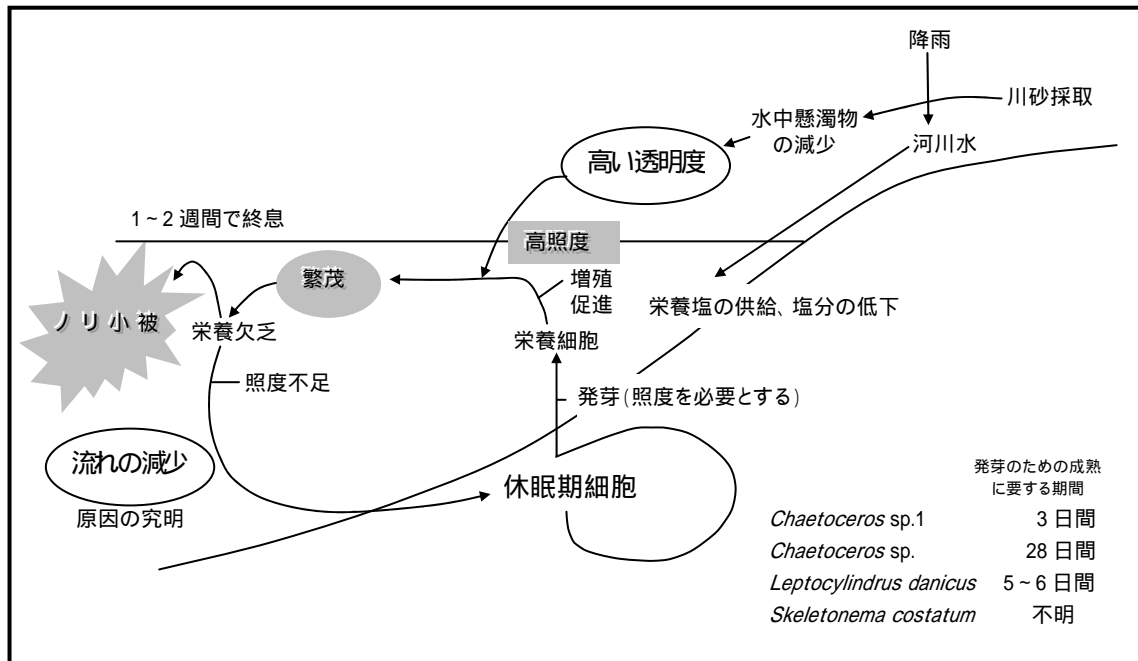 降雨
川砂採取
水中懸濁物
の減少
河川水
高い透明度
1~2週間で終息
高照度
繁茂
増殖
促進
栄養塩の供給、塩分の低下
ノリ小被
栄養欠乏
栄養細胞
照度不足
発芽(照度を必要とする)
流れの減少
原因の究明
休眠期細胞
発芽のための成熟
に要する期間
Chaetoceros sp.1 3日間
Chaetoceros sp. 28日間
Leptocylindrus danicus 5~6日間
Skeletonema costatum 不明